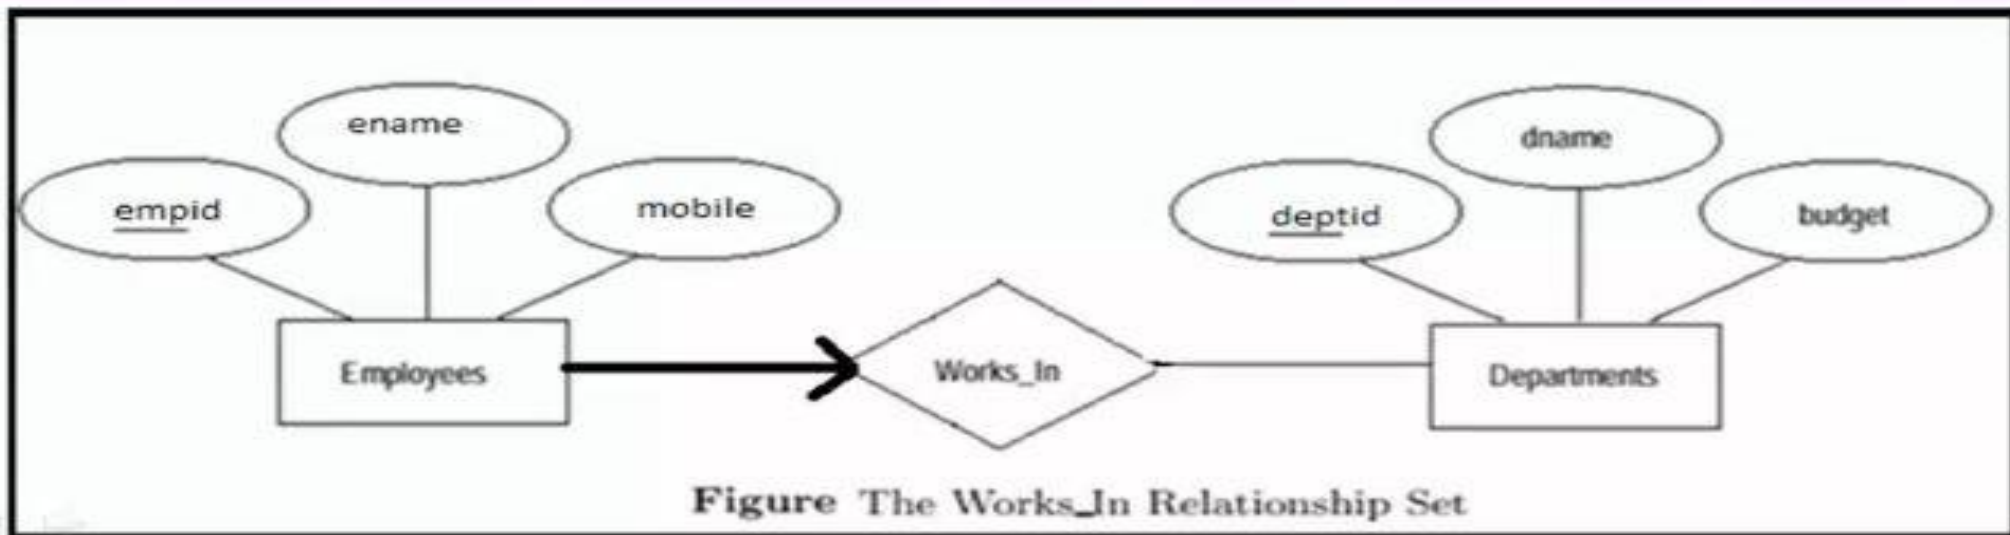 ename
dname
empid
mobile
deptid
budget
Employees
Works_In
Departments
Figure The Works_In Relationship Set